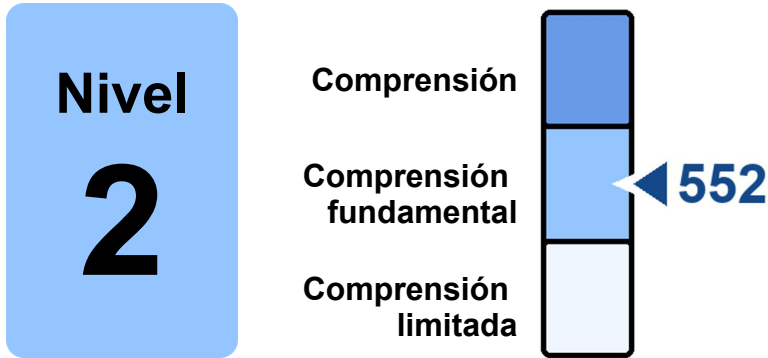 Nivel
2
Comprensión
Comprensión
fundamental
552
Comprensión
limitada